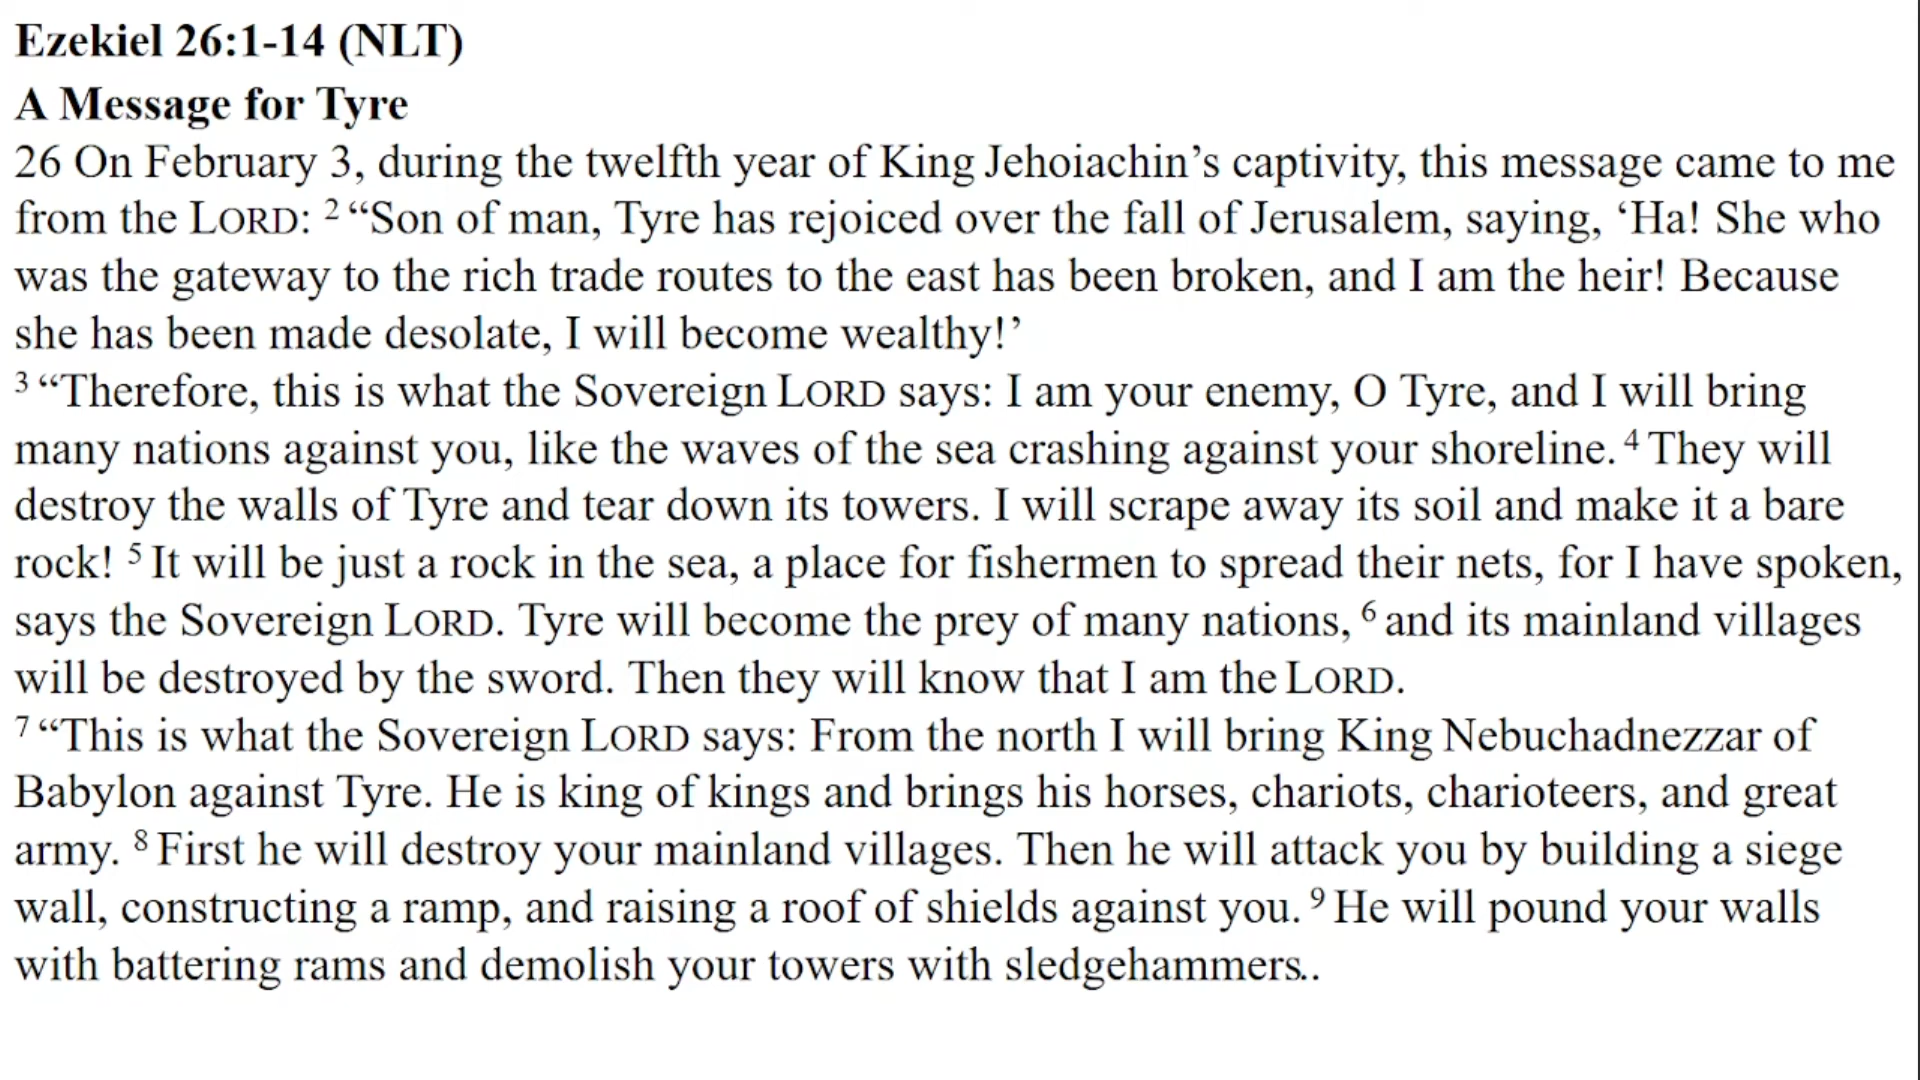 Ezekiel 26:1-14 (NLT)
A Message for Tyre
26 On February 3, during the twelfth year of King Jehoiachin’s captivity, this message came to me
from the LORD: 2 “Son of man, Tyre has rejoiced over the fall of Jerusalem, saying, ‘Ha! She who
was the gateway to the rich trade routes to the east has been broken, and I am the heir! Because
she has been made desolate, I will become wealthy!’
3 “Therefore, this is what the Sovereign LORD says: I am your enemy, O Tyre, and I will bring
many nations against you, like the waves of the sea crashing against your shoreline. 4 They will
destroy the walls of Tyre and tear down its towers. I will scrape away its soil and make it a bare
rock! 5 It will be just a rock in the sea, a place for fishermen to spread their nets, for I have spoken,
says the Sovereign LORD. Tyre will become the prey of many nations, 6 and its mainland villages
will be destroyed by the sword. Then they will know that I am the LORD.
7 “This is what the Sovereign LORD says: From the north I will bring King Nebuchadnezzar of
Babylon against Tyre. He is king of kings and brings his horses, chariots, charioteers, and great
army. 8 First he will destroy your mainland villages. Then he will attack you by building a siege
wall, constructing a ramp, and raising a roof of shields against you. 9 He will pound your walls
with battering rams and demolish your towers with sledgehammers..